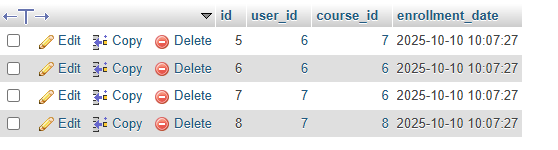 id user_id course_id enrollment_date
Edit Copy Delete 5 6 7 2025-10-10 10:07:27
Edit Copy Delete 6 6 6 2025-10-10 10:07:27
Edit Copy Delete 7 7 6 2025-10-10 10:07:27
Edit Copy Delete 8 7 8 2025-10-10 10:07:27